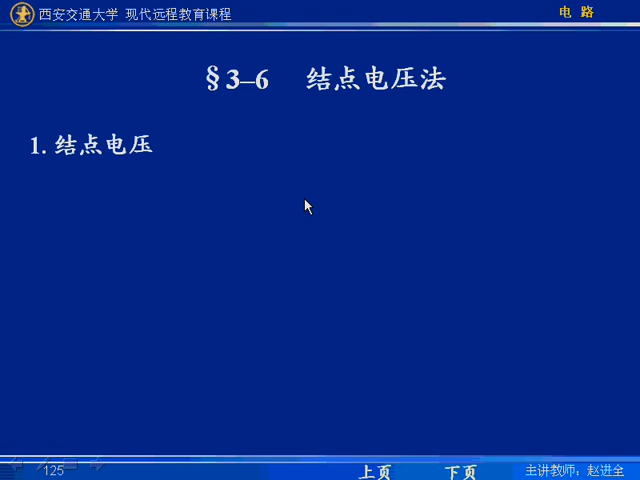 西安交通大学 现代远程教育课程
电 路
§3–6 结点电压法
1. 结点电压
125
上页
下页
主讲教师：赵进全